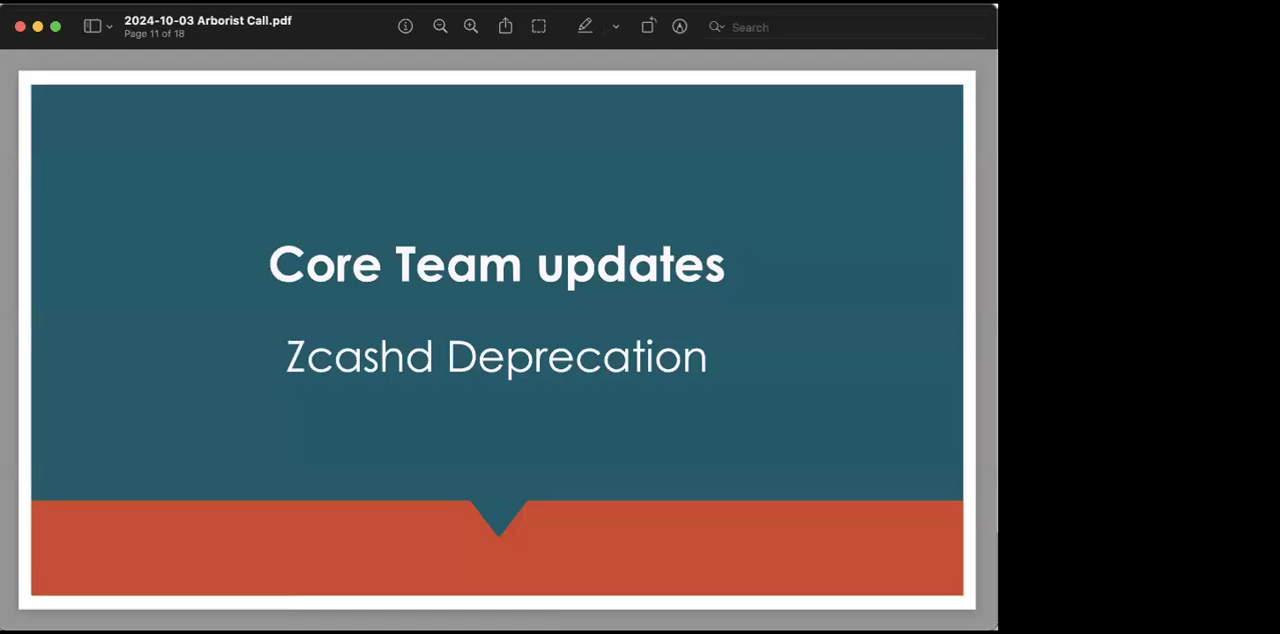 2024-10-03 Arborist Call.pdf
Page 11 of 18
Search
Core Team updates
Zcashd Deprecation